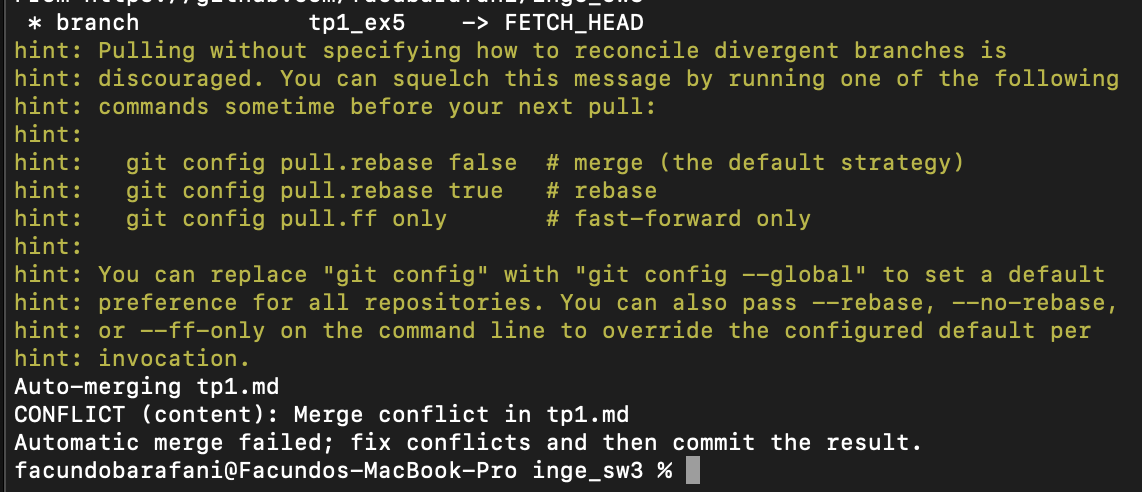 * branch            tp1_ex5    -> FETCH_HEAD
hint: Pulling without specifying how to reconcile divergent branches is
hint: discouraged. You can squelch this message by running one of the following
hint: commands sometime before your next pull:
hint:
hint:   git config pull.rebase false  # merge (the default strategy)
hint:   git config pull.rebase true   # rebase
hint:   git config pull.ff only       # fast-forward only
hint:
hint: You can replace "git config" with "git config --global" to set a default
hint: preference for all repositories. You can also pass --rebase, --no-rebase,
hint: or --ff-only on the command line to override the configured default per
hint: invocation.
Auto-merging tp1.md
CONFLICT (content): Merge conflict in tp1.md
Automatic merge failed; fix conflicts and then commit the result.
facundobarafani@Facundos-MacBook-Pro inge_sw3 %